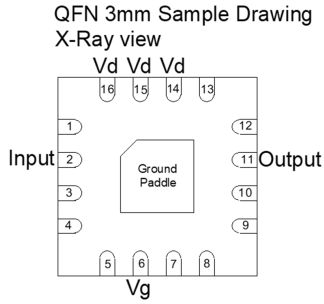 QFN 3mm Sample Drawing
X-Ray view
Vd Vd Vd
16 15 14 13
1 12
Input 2 11 Output
Ground
Paddle
3 10
4 9
5 6 7 8
Vg